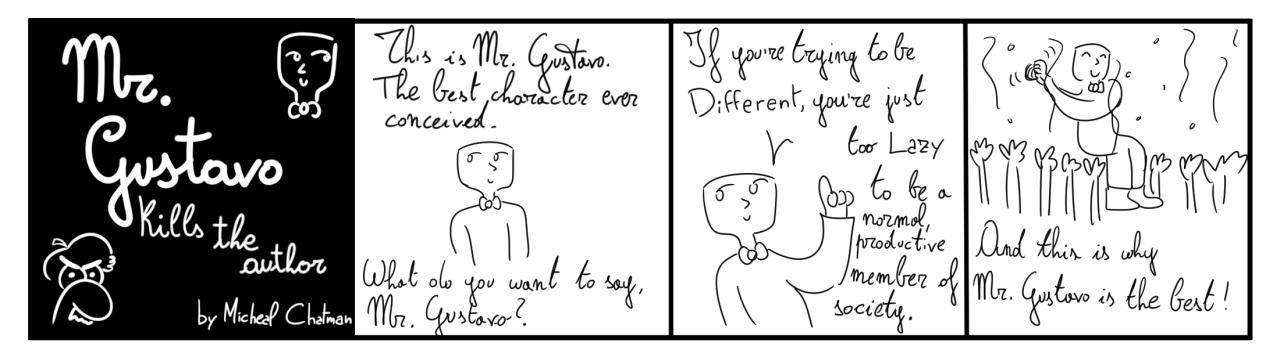 Mr.
Gustavo
Kills the
author
by Micheal Chatman
This is Mr. Gustavo.
The best character ever
conceived.
What do you want to say,
Mr. Gustavo?
If you're trying to be
Different, you're just
too Lazy
to be a
normal,
productive
member of
society.
And this is why
Mr. Gustavo is the best!